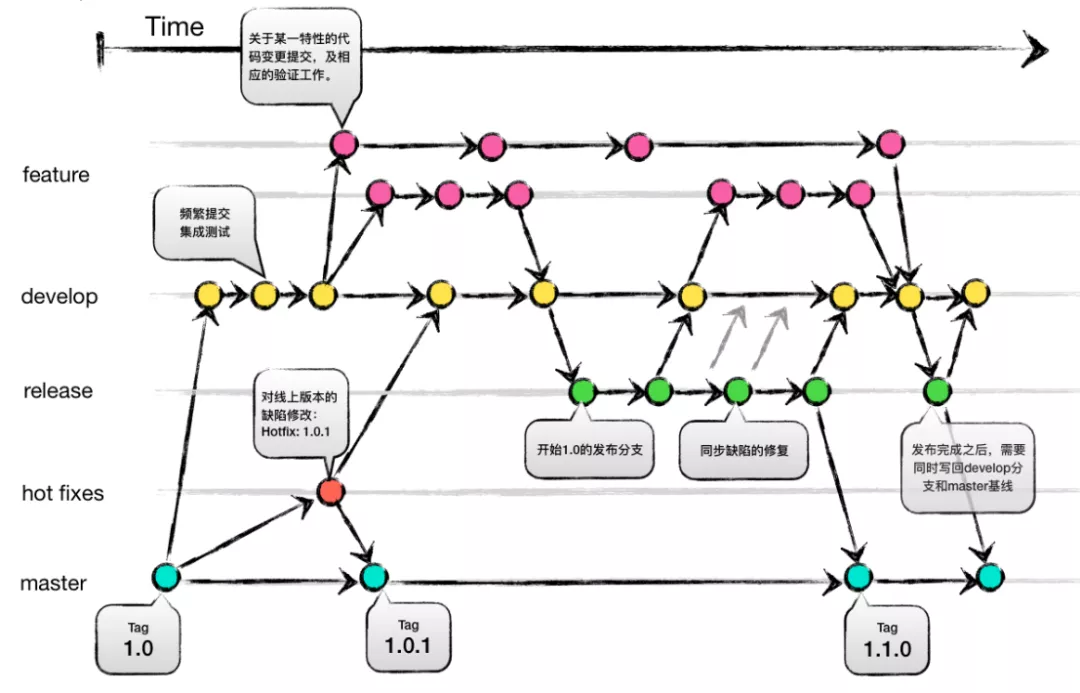 Time
关于某一特性的代
码变更提交，及相
应的验证工作。
feature
频繁提交
集成测试
develop
release
对线上版本的
缺陷修改：
Hotfix: 1.0.1
开始1.0的发布分支
同步缺陷的修复
发布完成之后，需要
同时写回develop分
支和master基线
hot fixes
master
Tag
1.0
Tag
1.0.1
Tag
1.1.0